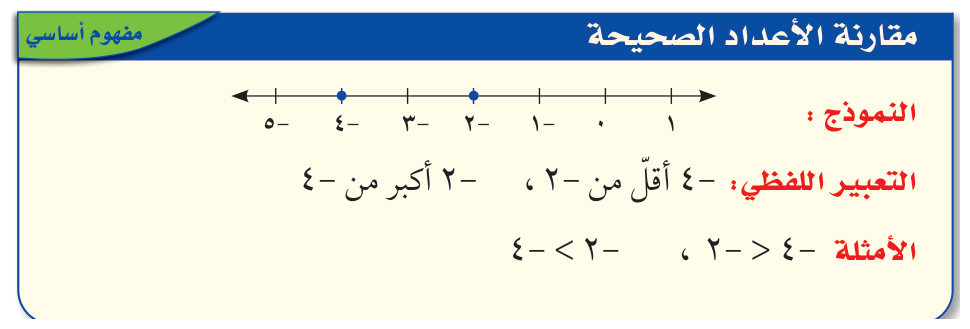 مقارنة الأعداد الصحيحة
مفهوم أساسي
النموذج :
١ ٠ –١ –٢ –٣ –٤ –٥
التعبير اللفظي: –٤ أقلّ من –٢ ، –٢ أكبر من –٤
الأمثلة –٤ < –٢ ، –٢ > –٤